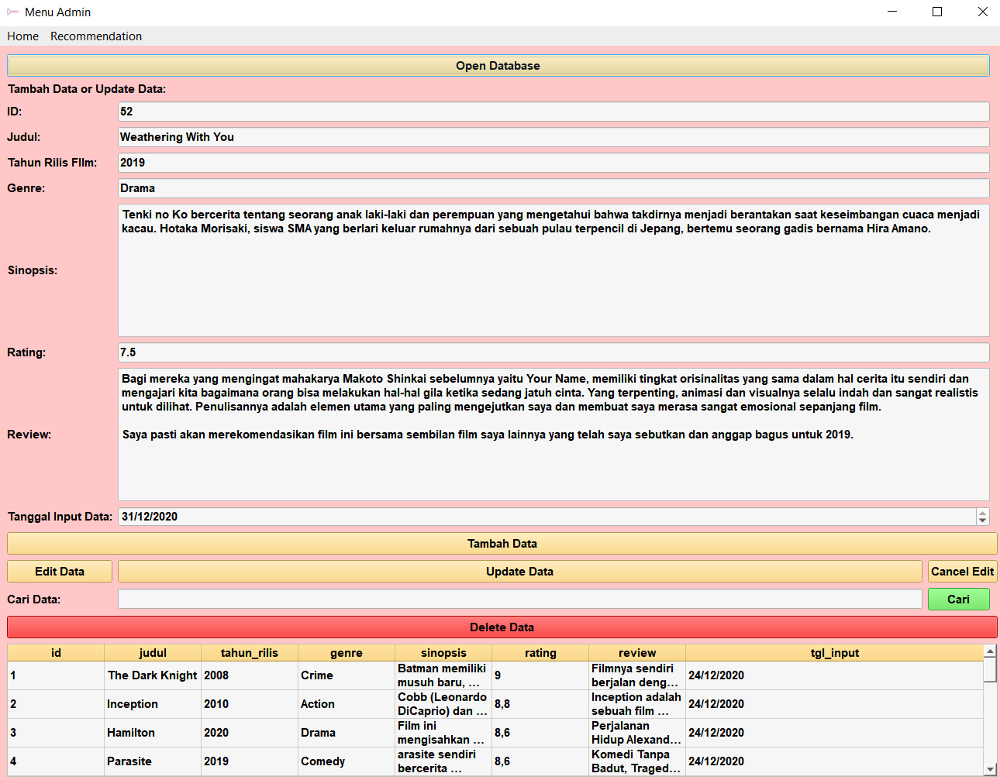 Menu Admin
Home Recommendation
Open Database
Tambah Data or Update Data:
ID: 52
Judul: Weathering With You
Tahun Rilis FIlm: 2019
Genre: Drama
Sinopsis:
Tenki no Ko bercerita tentang seorang anak laki-laki dan perempuan yang mengetahui bahwa takdirnya menjadi berantakan saat keseimbangan cuaca menjadi
kacau. Hotaka Morisaki, siswa SMA yang berlari keluar rumahnya dari sebuah pulau terpencil di Jepang, bertemu seorang gadis bernama Hira Amano.
Rating: 7.5
Review:
Bagi mereka yang mengingat mahakarya Makoto Shinkai sebelumnya yaitu Your Name, memiliki tingkat orisinalitas yang sama dalam hal cerita itu sendiri dan
mengajari kita bagaimana orang bisa melakukan hal-hal gila ketika sedang jatuh cinta. Yang terpenting, animasi dan visualnya selalu indah dan sangat realistis
untuk dilihat. Penulisannya adalah elemen utama yang paling mengejutkan saya dan membuat saya merasa sangat emosional sepanjang film.
Saya pasti akan merekomendasikan film ini bersama sembilan film saya lainnya yang telah saya sebutkan dan anggap bagus untuk 2019.
Tanggal Input Data: 31/12/2020
Tambah Data
Edit Data Update Data Cancel Edit
Cari Data: Cari
Delete Data
id judul tahun_rilis genre sinopsis rating review tgl_input
1 The Dark Knight 2008 Crime Batman memiliki musuh baru, ... 9 Filmnya sendiri berjalan deng... 24/12/2020
2 Inception 2010 Action Cobb (Leonardo DiCaprio) dan ... 8,8 Inception adalah sebuah film ... 24/12/2020
3 Hamilton 2020 Drama Film ini mengisahkan ... 8,6 Perjalanan Hidup Alexand... 24/12/2020
4 Parasite 2019 Comedy arasite sendiri bercerita ... 8,6 Komedi Tanpa Badut, Traged... 24/12/2020